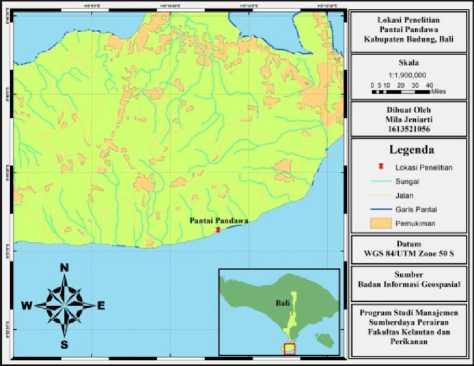 Lokasi Penelitian
Pantai Pandawa
Kabupaten Badung, Bali
Skala
1:1,900,000
0 5 10 20 30 40
Miles
Dibuat Oleh
Mila Jeniarti
1613521056
Legenda
Lokasi Penelitian
Sungai
Jalan
Garis Pantai
Pemukiman
Datum
WGS 84/UTM Zone 50 S
Sumber
Badan Informasi Geospasial
Program Studi Manajemen
Sumberdaya Perairan
Fakultas Kelautan dan
Perikanan
Pantai Pandawa
N
W
E
S
Bali